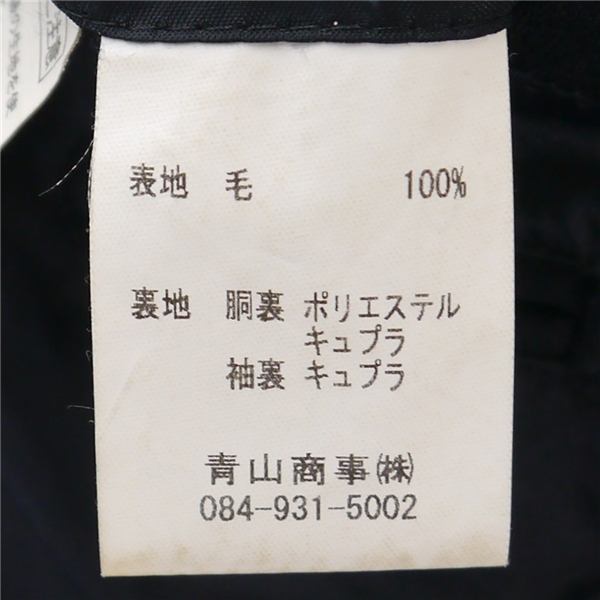 表地 毛 100%
裏地 胴裏 ポリエステル
キュプラ
袖裏 キュプラ
青山商事(株)
084-931-5002